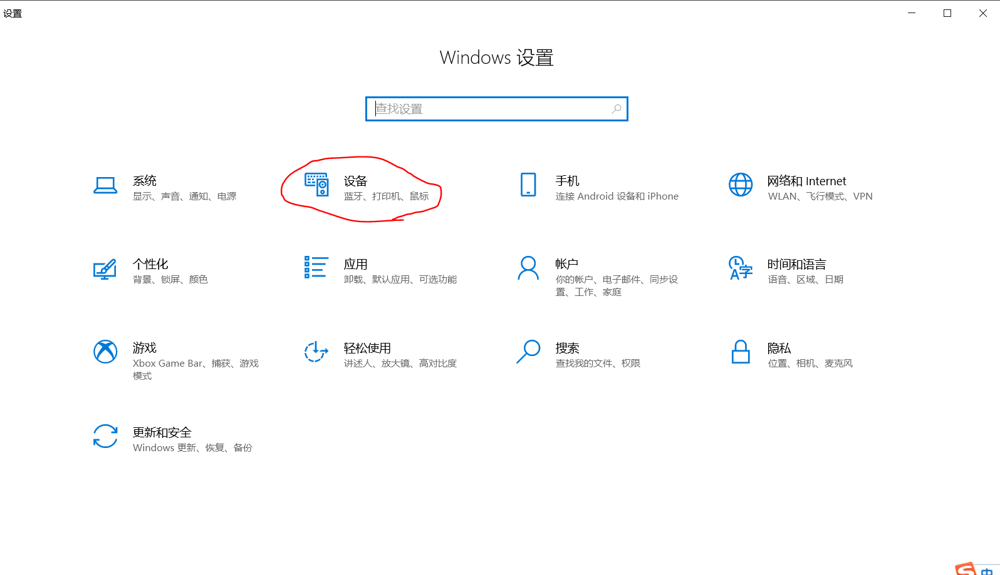 设置
Windows 设置
查找设置
系统
显示、声音、通知、电源
设备
蓝牙、打印机、鼠标
手机
连接 Android 设备和 iPhone
网络和 Internet
WLAN、飞行模式、VPN
个性化
背景、锁屏、颜色
应用
卸载、默认应用、可选功能
帐户
你的帐户、电子邮件、同步设
置、工作、家庭
时间和语言
语音、区域、日期
游戏
Xbox Game Bar、捕获、游戏
模式
轻松使用
讲述人、放大镜、高对比度
搜索
查找我的文件、权限
隐私
位置、相机、麦克风
更新和安全
Windows 更新、恢复、备份
中